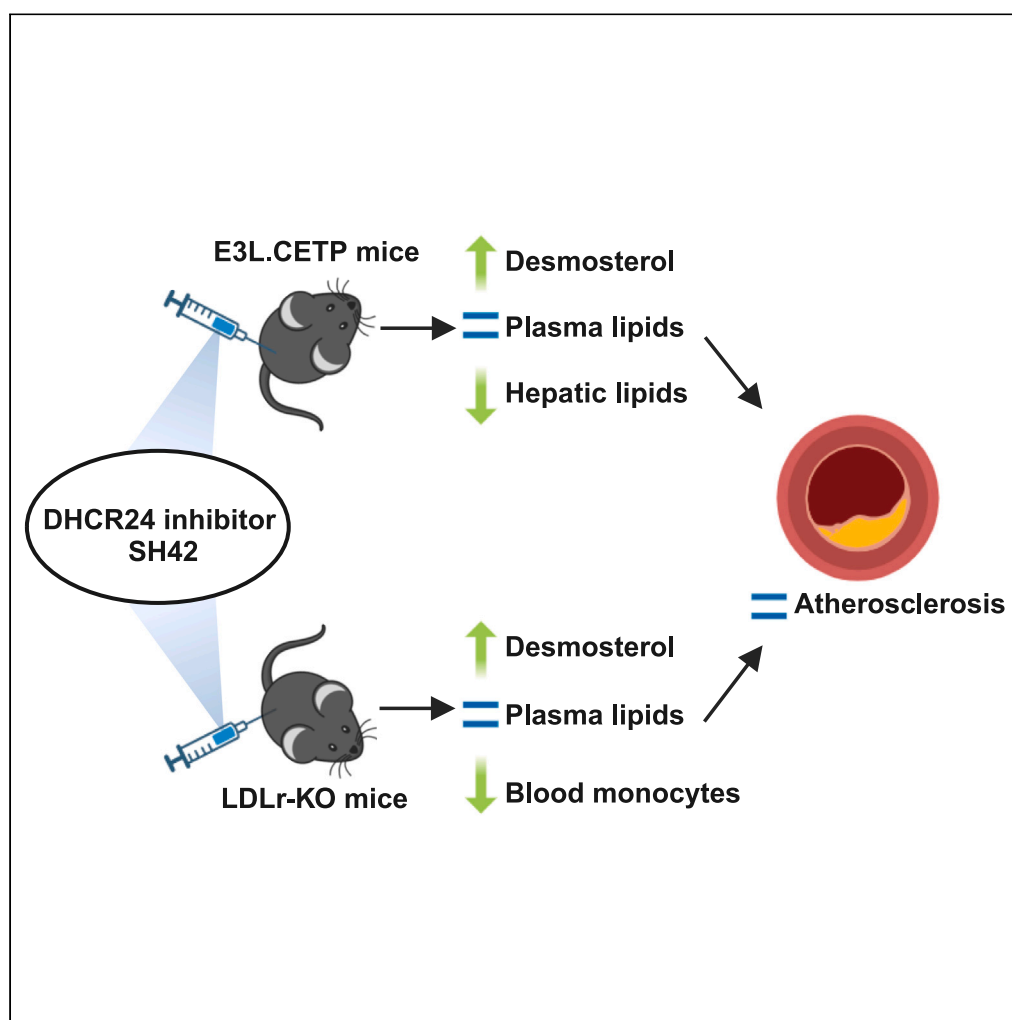 E3L.CETP mice
Desmosterol
Plasma lipids
Hepatic lipids
DHCR24 inhibitor
SH42
Atherosclerosis
Desmosterol
Plasma lipids
Blood monocytes
LDLr-KO mice